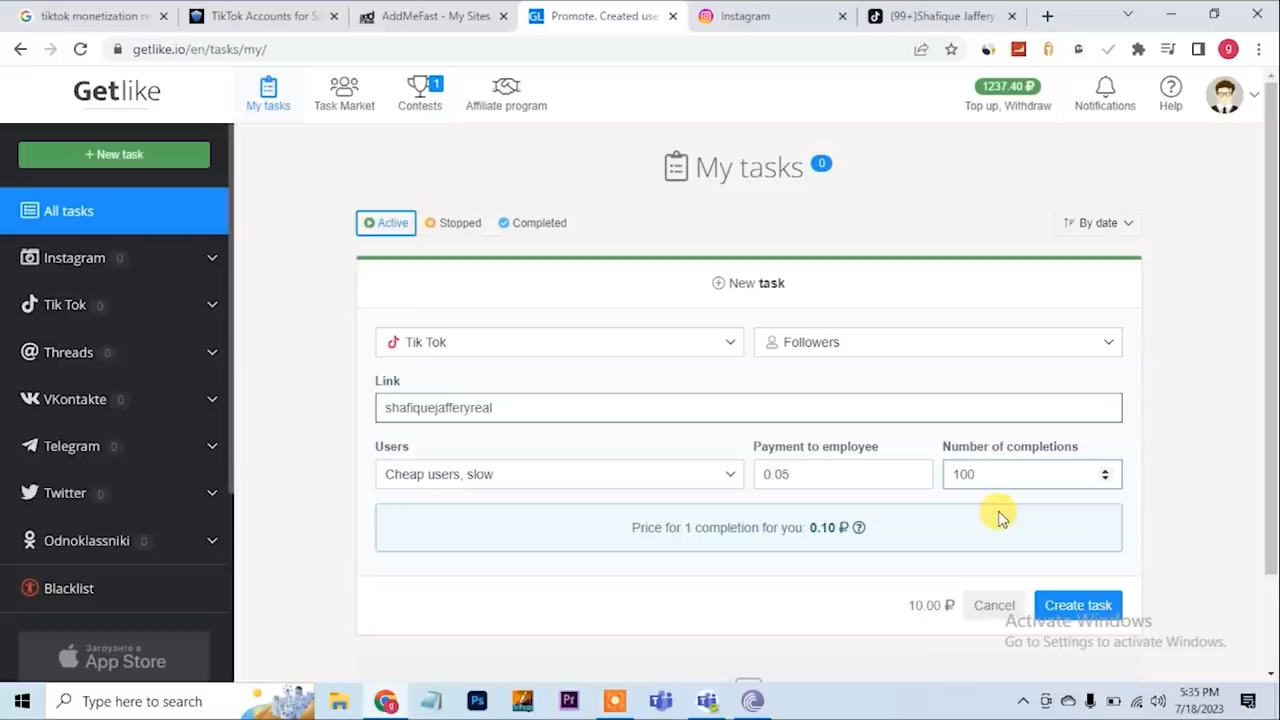 tiktok monetization re
TikTok Accounts for Sa
AddMeFast - My Sites
GL Promote. Created use
Instagram
(99+)Shafique Jaffery
getlike.io/en/tasks/my/
g
Getlike
My tasks
Task Market
1
Contests
Affiliate program
1237.40 ₽
Top up, Withdraw
Notifications
Help
+ New task
All tasks
Instagram 0
Tik Tok 0
Threads 0
VKontakte 0
Telegram 0
Twitter 0
Odnoklassniki 0
Blacklist
Загрузите в
App Store
My tasks 0
Active
Stopped
Completed
By date
New task
Tik Tok
Followers
Link
shafiquejafferyreal
Users
Payment to employee
Number of completions
Cheap users, slow
0.05
100
Price for 1 completion for you: 0.10 ₽
10.00 ₽
Cancel
Create task
Activate Windows
Go to Settings to activate Windows.
Type here to search
Ps
Pr
5:35 PM
7/18/2023